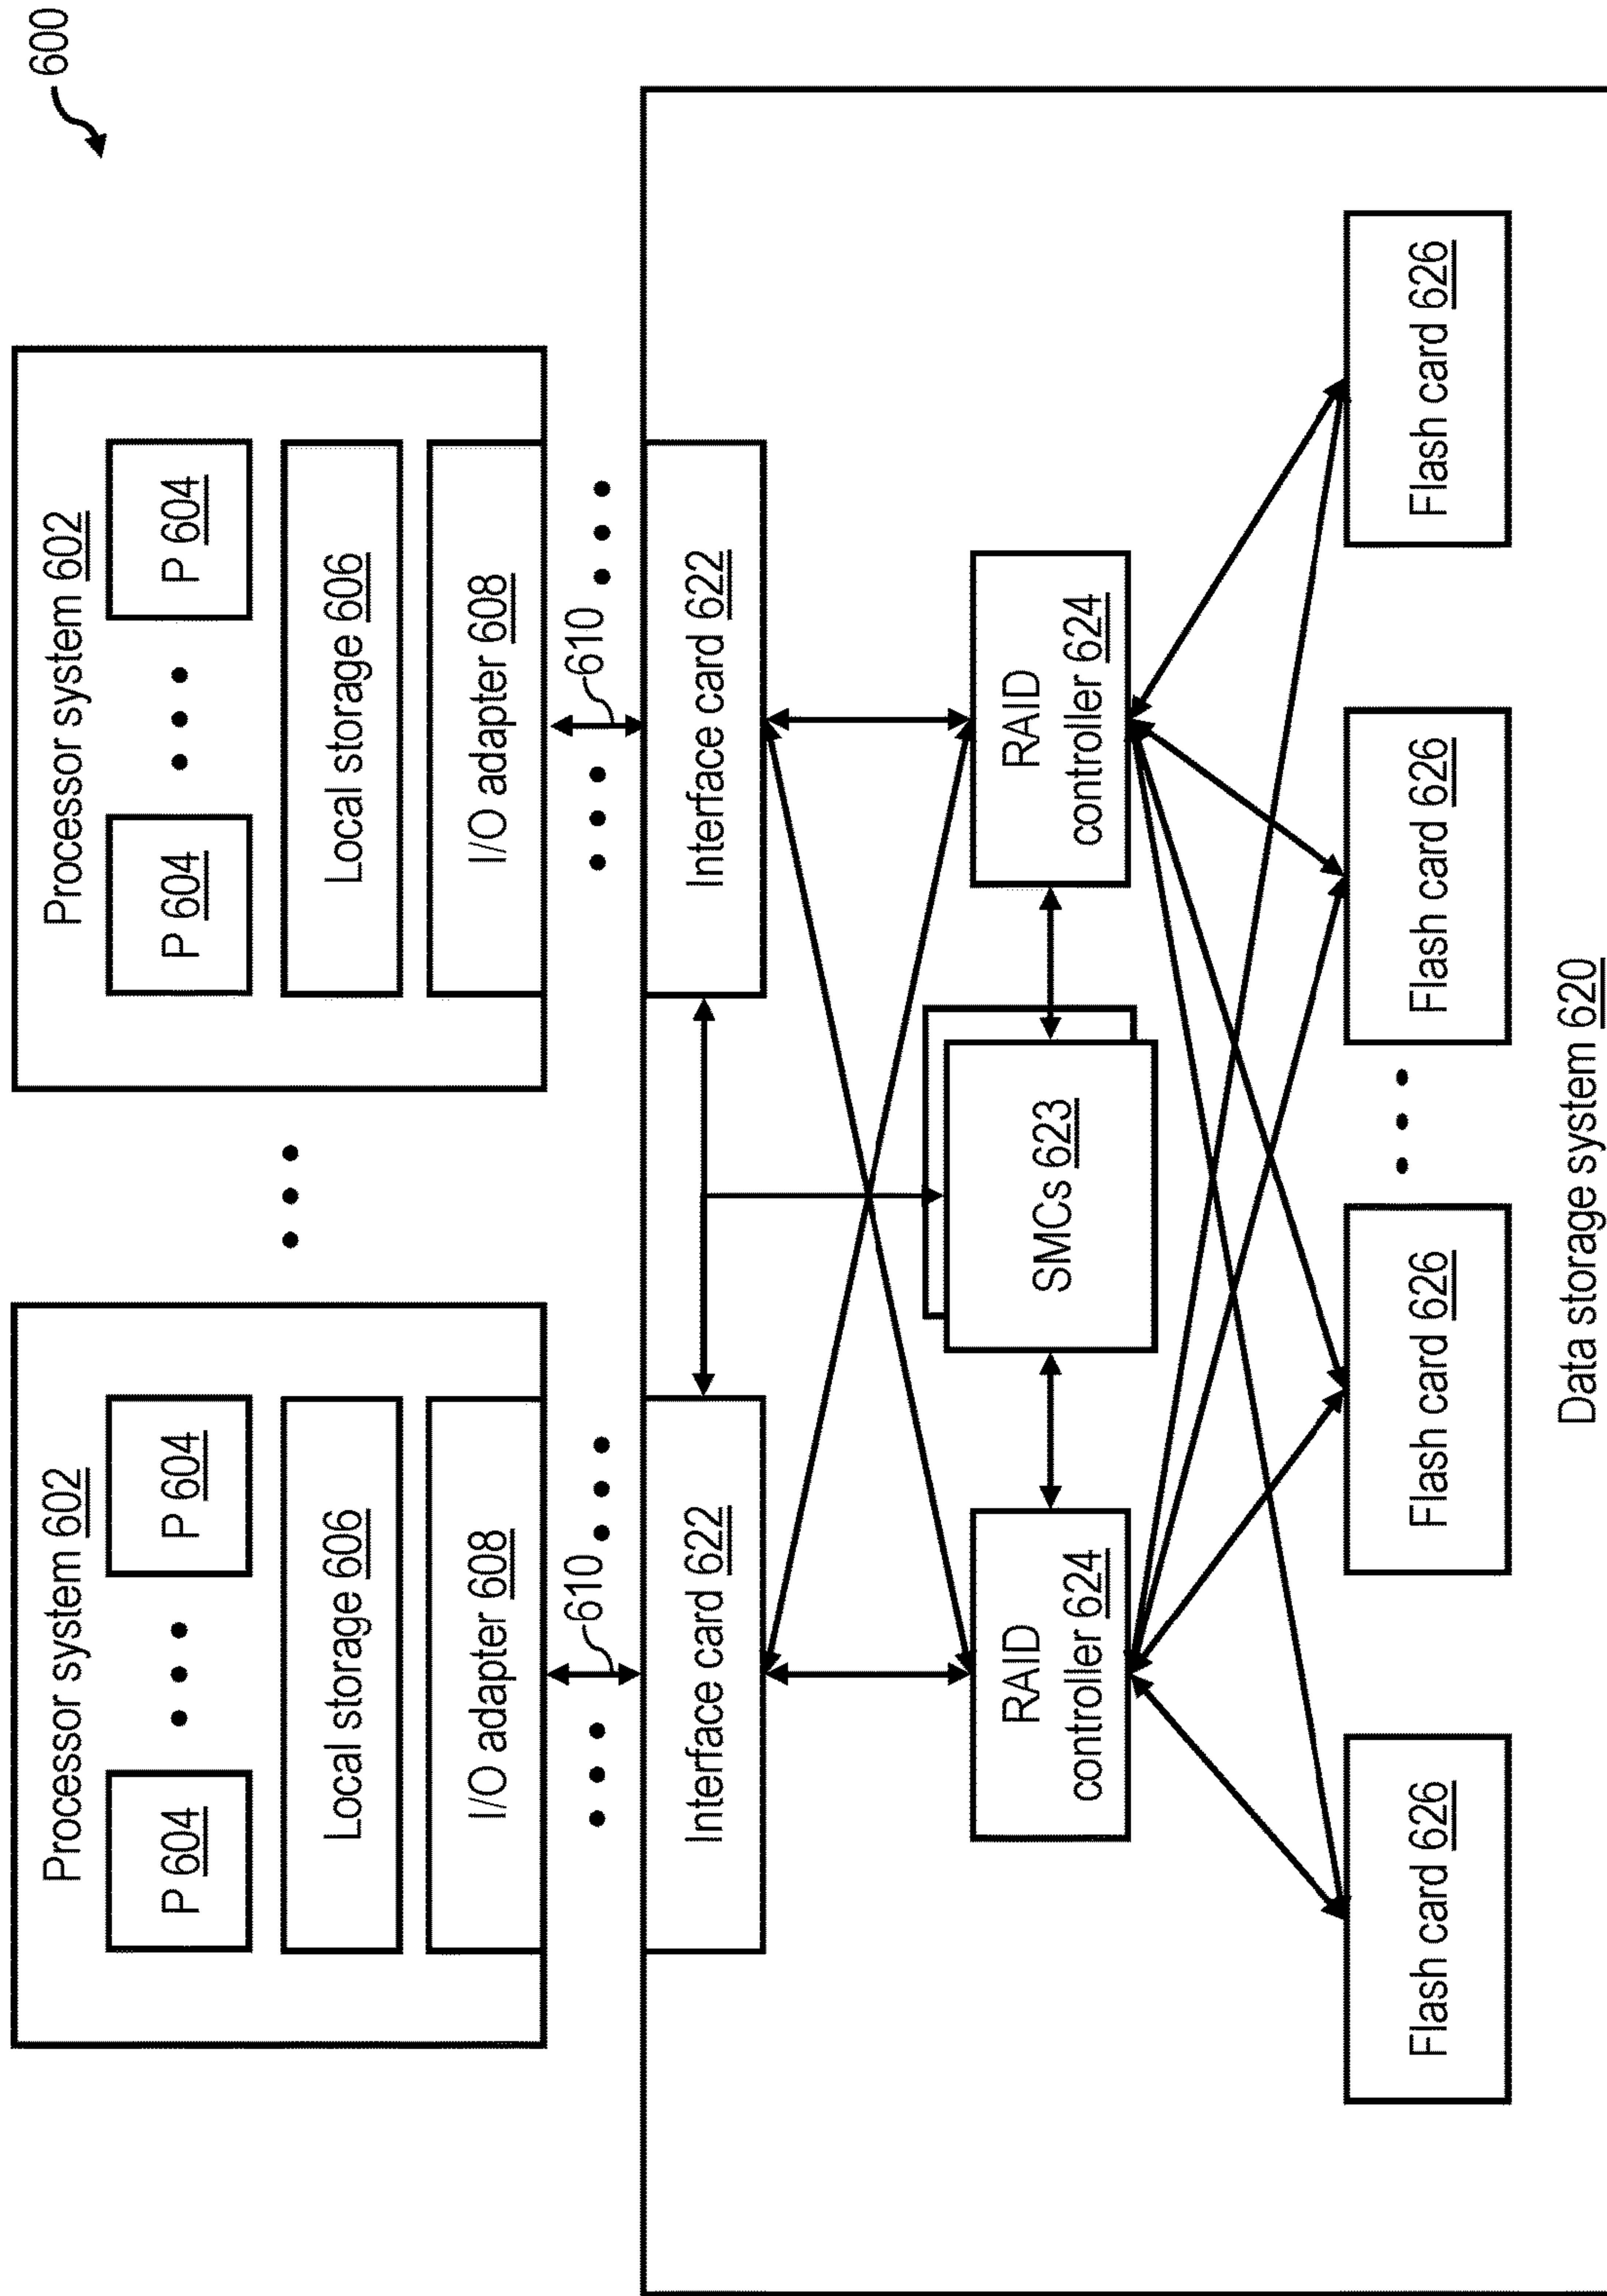 600
Processor system 602
Processor system 602
P 604
P 604
P 604
P 604
Local storage 606
Local storage 606
I/O adapter 608
I/O adapter 608
610
610
Interface card 622
Interface card 622
SMCs 623
RAID
controller 624
RAID
controller 624
Flash card 626
Flash card 626
Flash card 626
Flash card 626
Data storage system 620